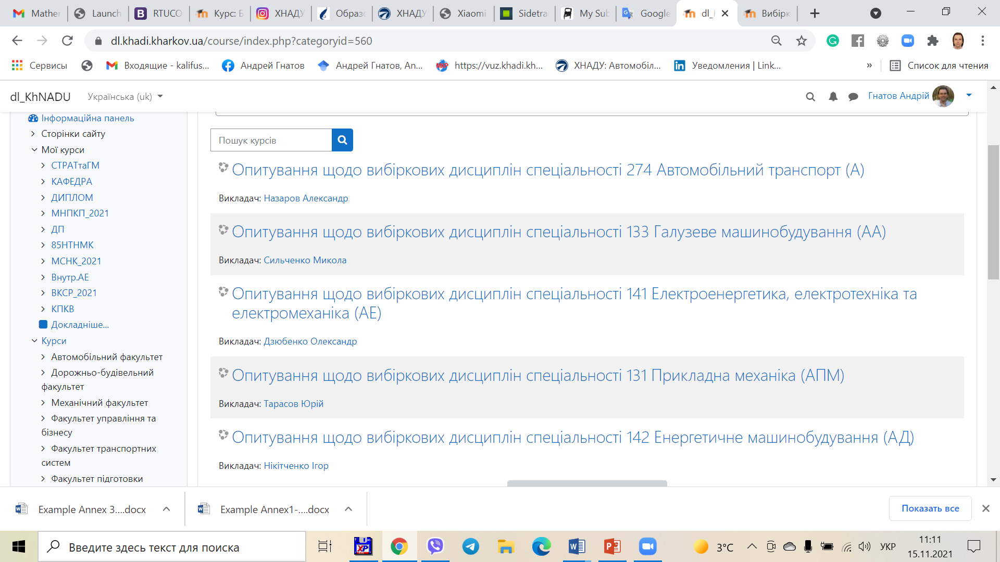 Mather
Launch
RTUCO
Курс: Б
ХНАДУ
Образо
ХНАДУ
Xiaomi
Sidetra
My Sub
Google
dl_
Вибірк
dl.khadi.kharkov.ua/course/index.php?categoryid=560
Сервисы
Входящие - kalifus...
Андрей Гнатов
Андрей Гнатов, An...
https://vuz.khadi.kh...
ХНАДУ: Автомобіл...
Уведомления | Link...
»
Список для чтения
dl_KhNADU
Українська (uk)
Гнатов Андрій
Інформаційна панель
Сторінки сайту
Мої курси
СТРАТтаГМ
КАФЕДРА
ДИПЛОМ
МНПКП_2021
ДП
85НТНМК
МСНК_2021
Внутр.АЕ
ВКСР_2021
КПКВ
Докладніше...
Курси
Автомобільний факультет
Дорожньо-будівельний
факультет
Механічний факультет
Факультет управління та
бізнесу
Факультет транспортних
систем
Факультет підготовки
Пошук курсів
Опитування щодо вибіркових дисциплін спеціальності 274 Автомобільний транспорт (А)
Викладач: Назаров Александр
Опитування щодо вибіркових дисциплін спеціальності 133 Галузеве машинобудування (АА)
Викладач: Сильченко Микола
Опитування щодо вибіркових дисциплін спеціальності 141 Електроенергетика, електротехніка та
електромеханіка (АЕ)
Викладач: Дзюбенко Олександр
Опитування щодо вибіркових дисциплін спеціальності 131 Прикладна механіка (АПМ)
Викладач: Тарасов Юрій
Опитування щодо вибіркових дисциплін спеціальності 142 Енергетичне машинобудування (АД)
Викладач: Нікітченко Ігор
Example Annex 3....docx
Example Annex1-....docx
Показать все
Введите здесь текст для поиска
3°C
УКР
11:11
15.11.2021